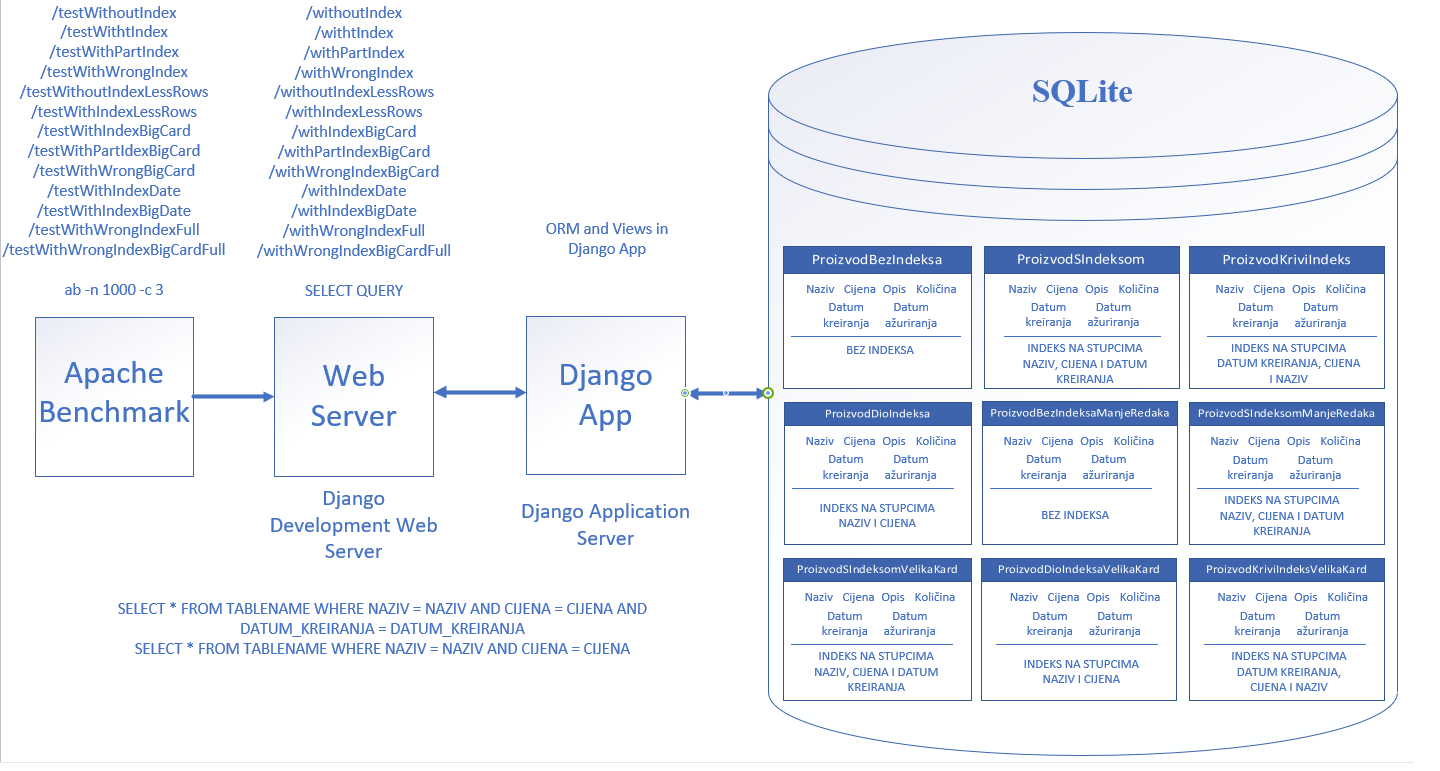 /testWithoutIndex
/testWithtIndex
/testWithPartIndex
/testWithWrongIndex
/testWithoutIndexLessRows
/testWithIndexLessRows
/testWithIndexBigCard
/testWithPartIdexBigCard
/testWithWrongBigCard
/testWithIndexDate
/testWithIndexBigDate
/testWithWrongIndexFull
/testWithWrongIndexBigCardFull
ab -n 1000 -c 3
Apache
Benchmark
/withoutIndex
/withtIndex
/withPartIndex
/withWrongIndex
/withoutIndexLessRows
/withIndexLessRows
/withIndexBigCard
/withPartIndexBigCard
/withWrongIndexBigCard
/withIndexDate
/withIndexBigDate
/withWrongIndexFull
/withWrongIndexBigCardFull
SELECT QUERY
Web
Server
Django
Development Web
Server
ORM and Views in
Django App
Django
App
Django Application
Server
SELECT * FROM TABLENAME WHERE NAZIV = NAZIV AND CIJENA = CIJENA AND
DATUM_KREIRANJA = DATUM_KREIRANJA
SELECT * FROM TABLENAME WHERE NAZIV = NAZIV AND CIJENA = CIJENA
SQLite
ProizvodBezIndeksa
Naziv Cijena Opis Količina
Datum Datum
kreiranja ažuriranja
BEZ INDEKSA
ProizvodSIndeksom
Naziv Cijena Opis Količina
Datum Datum
kreiranja ažuriranja
INDEKS NA STUPCIMA
NAZIV, CIJENA I DATUM
KREIRANJA
ProizvodKriviIndeks
Naziv Cijena Opis Količina
Datum Datum
kreiranja ažuriranja
INDEKS NA STUPCIMA
DATUM KREIRANJA, CIJENA
I NAZIV
ProizvodDioIndeksa
Naziv Cijena Opis Količina
Datum Datum
kreiranja ažuriranja
INDEKS NA STUPCIMA
NAZIV I CIJENA
ProizvodBezIndeksaManjeRedaka
Naziv Cijena Opis Količina
Datum Datum
kreiranja ažuriranja
BEZ INDEKSA
ProizvodSIndeksomManjeRedaka
Naziv Cijena Opis Količina
Datum Datum
kreiranja ažuriranja
INDEKS NA STUPCIMA
NAZIV, CIJENA I DATUM
KREIRANJA
ProizvodSIndeksomVelikaKard
Naziv Cijena Opis Količina
Datum Datum
kreiranja ažuriranja
INDEKS NA STUPCIMA
NAZIV, CIJENA I DATUM
KREIRANJA
ProizvodDioIndeksaVelikaKard
Naziv Cijena Opis Količina
Datum Datum
kreiranja ažuriranja
INDEKS NA STUPCIMA
NAZIV I CIJENA
ProizvodKriviIndeksVelikaKard
Naziv Cijena Opis Količina
Datum Datum
kreiranja ažuriranja
INDEKS NA STUPCIMA
DATUM KREIRANJA,
CIJENA I NAZIV